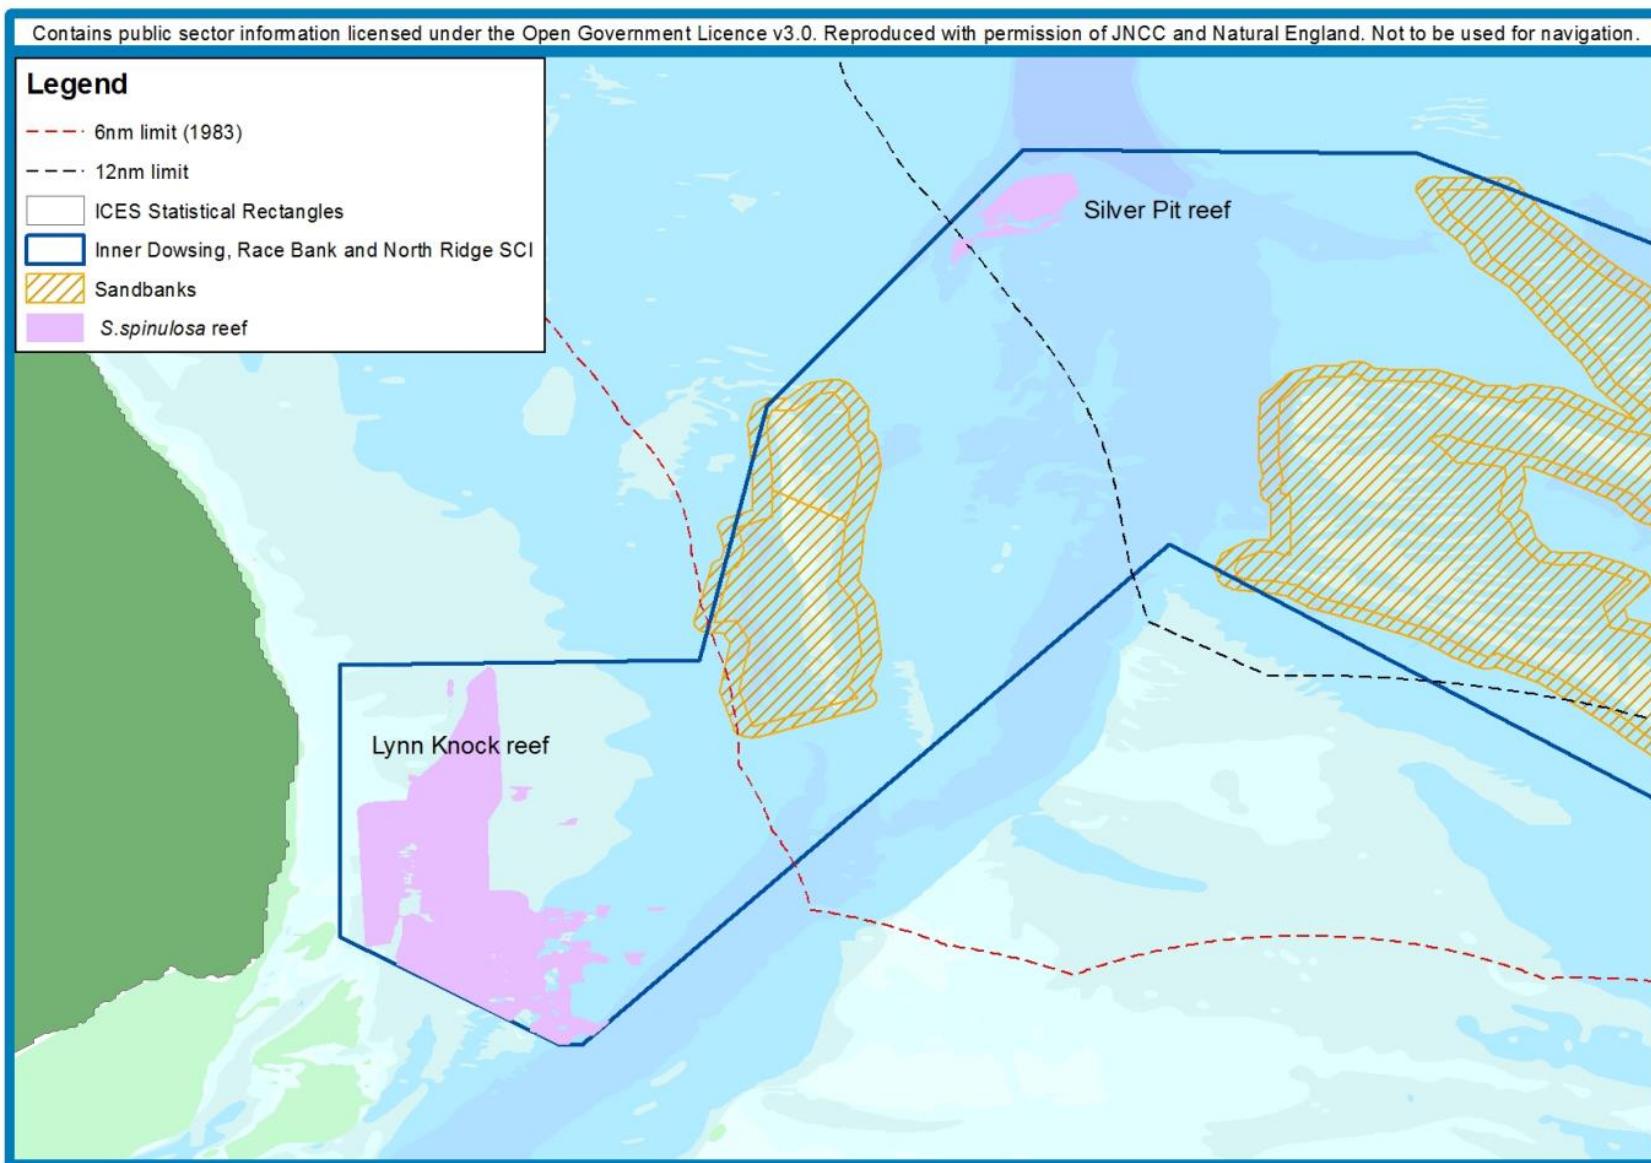 Contains public sector information licensed under the Open Government Licence v3.0. Reproduced with permission of JNCC and Natural England. Not to be used for navigation.
Legend
6nm limit (1983)
12nm limit
ICES Statistical Rectangles
Inner Dowsing, Race Bank and North Ridge SCI
Sandbanks
S.spinulosa reef
Silver Pit reef
Lynn Knock reef